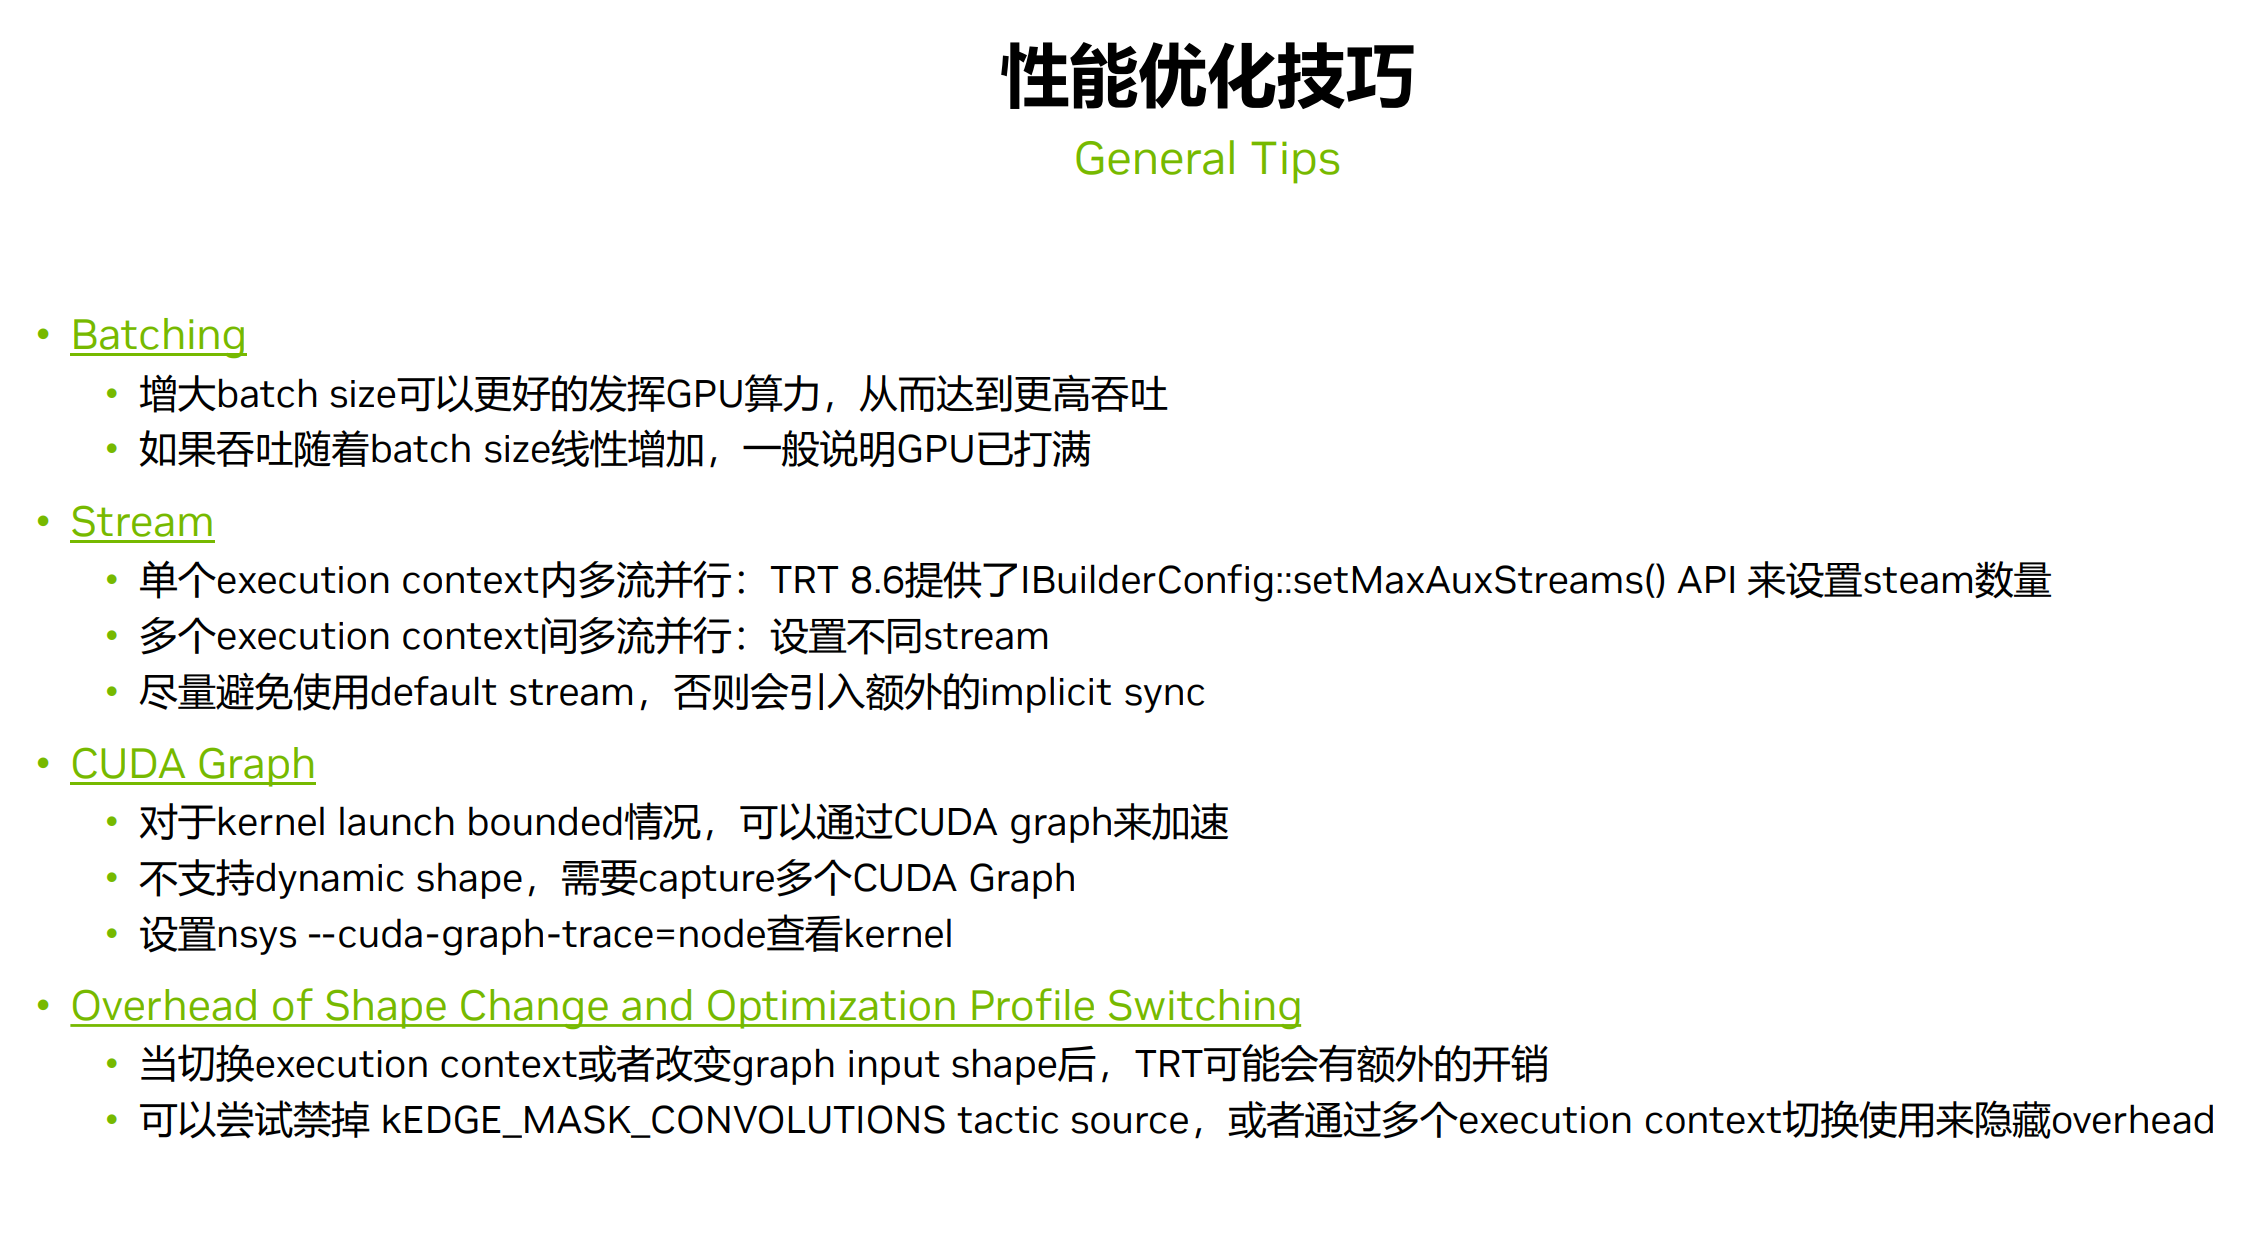 性能优化技巧
General Tips
• Batching
• 增大batch size可以更好的发挥GPU算力，从而达到更高吞吐
• 如果吞吐随着batch size线性增加，一般说明GPU已打满
• Stream
• 单个execution context内多流并行：TRT 8.6提供了IBuilderConfig::setMaxAuxStreams() API 来设置steam数量
• 多个execution context间多流并行：设置不同stream
• 尽量避免使用default stream，否则会引入额外的implicit sync
• CUDA Graph
• 对于kernel launch bounded情况，可以通过CUDA graph来加速
• 不支持dynamic shape，需要capture多个CUDA Graph
• 设置nsys --cuda-graph-trace=node查看kernel
• Overhead of Shape Change and Optimization Profile Switching
• 当切换execution context或者改变graph input shape后，TRT可能会有额外的开销
• 可以尝试禁掉 kEDGE_MASK_CONVOLUTIONS tactic source，或者通过多个execution context切换使用来隐藏overhead